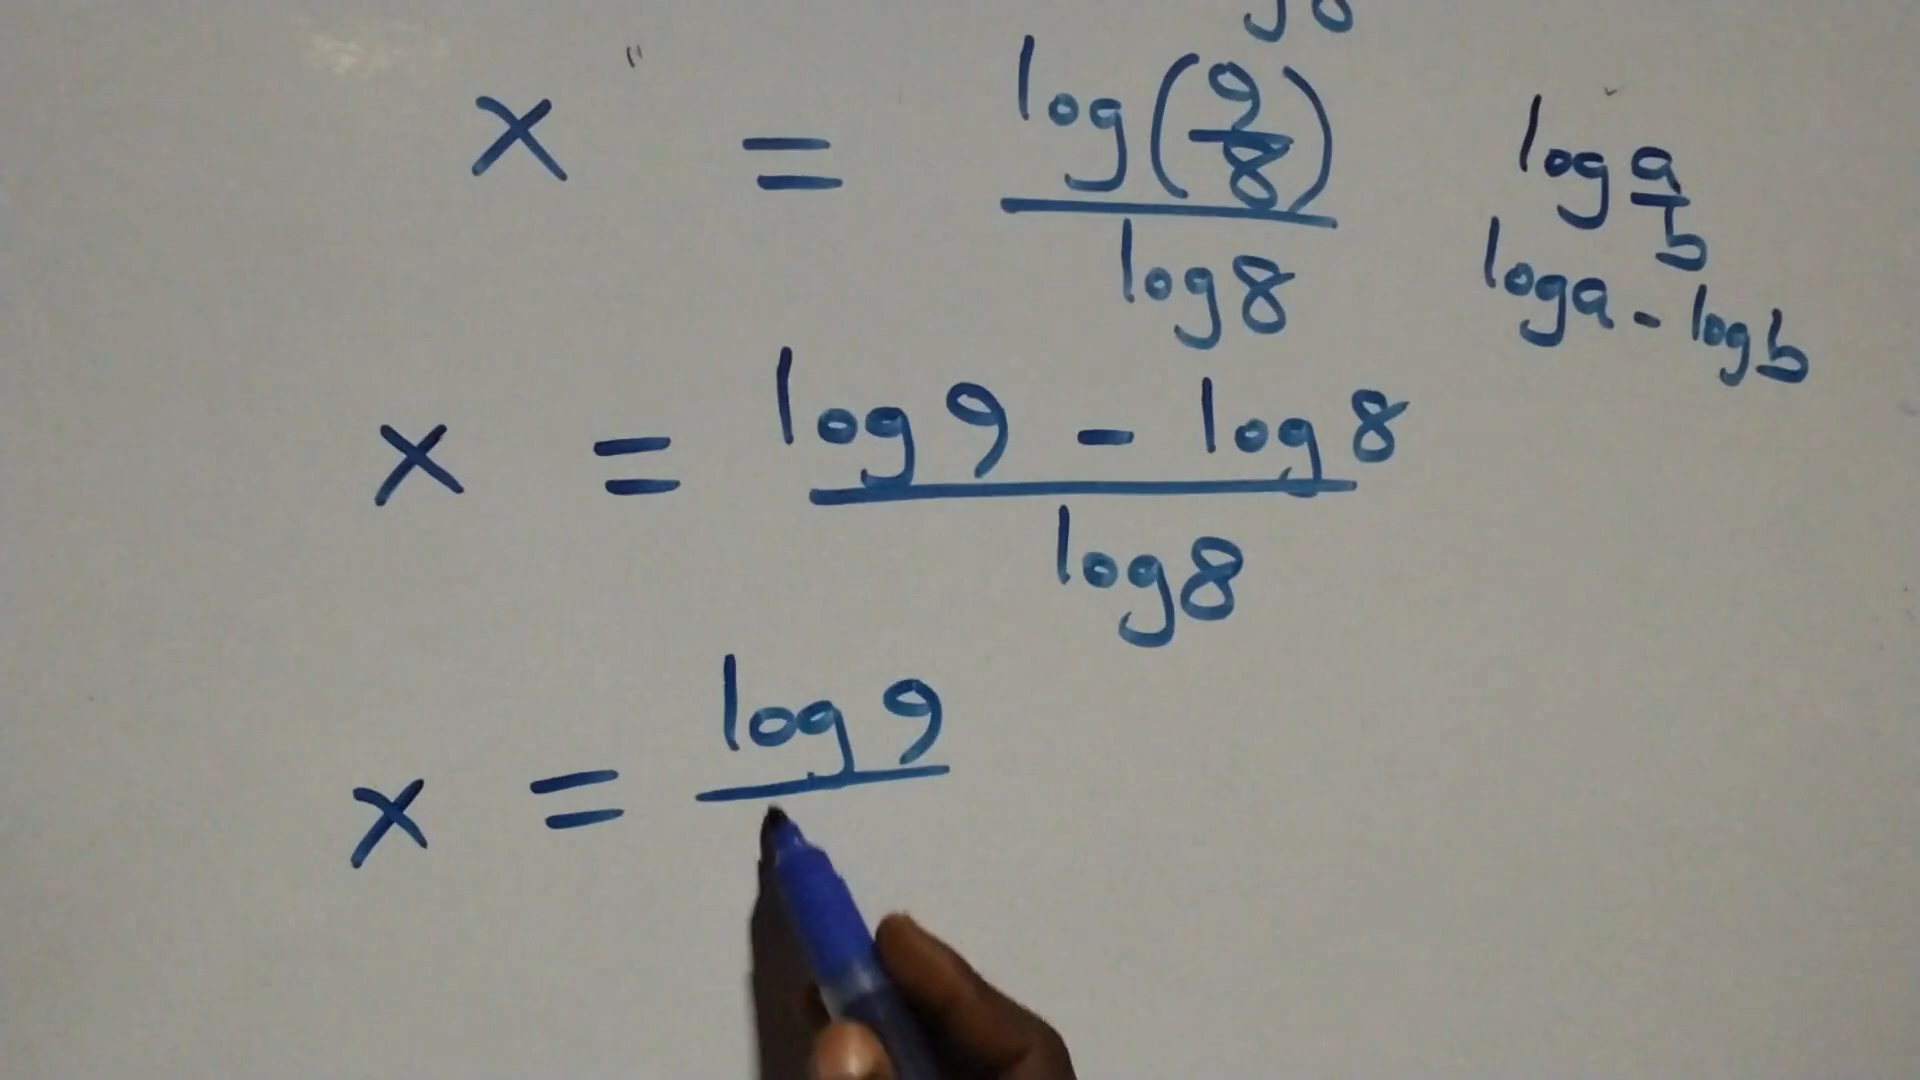 x = log(9/8) / log8
log a/b
loga - logb
x = log9 - log8 / log8
x = log9